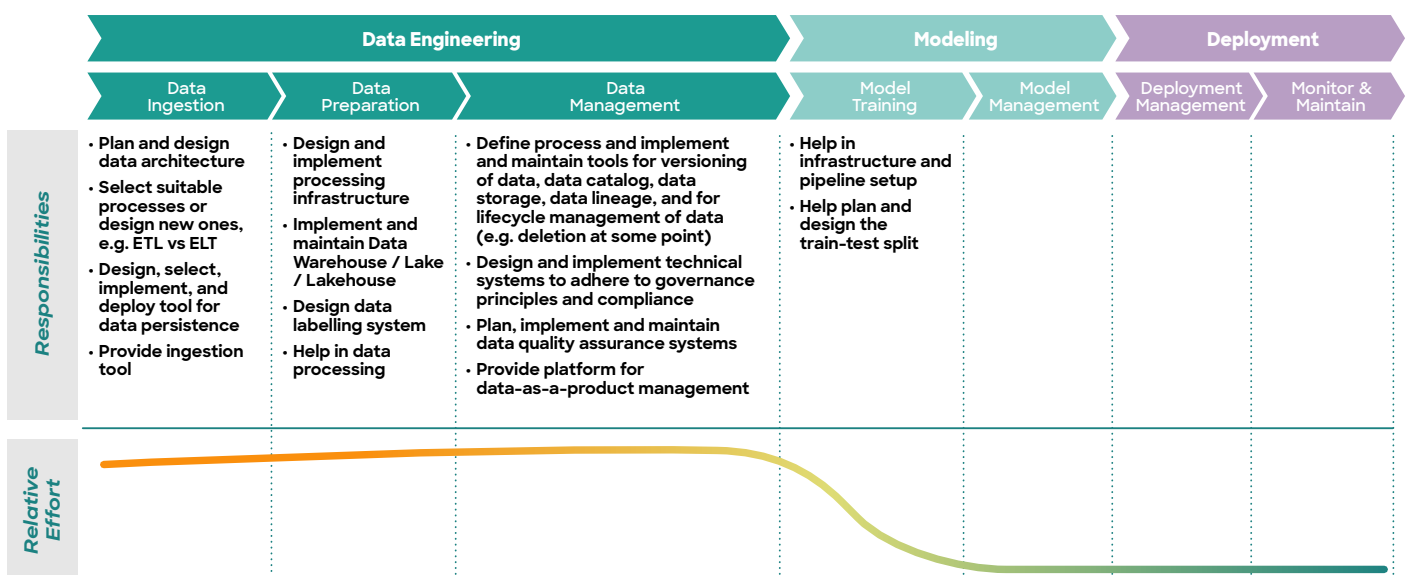 Data Engineering
Modeling
Deployment
Data
Ingestion
Data
Preparation
Data
Management
Model
Training
Model
Management
Deployment
Management
Monitor &
Maintain
Responsibilities
· Plan and design
data architecture
· Select suitable
processes or
design new ones,
e.g. ETL vs ELT
· Design, select,
implement, and
deploy tool for
data persistence
· Provide ingestion
tool
· Design and
implement
processing
infrastructure
· Implement and
maintain Data
Warehouse / Lake
/ Lakehouse
· Design data
labelling system
· Help in data
processing
· Define process and implement
and maintain tools for versioning
of data, data catalog, data
storage, data lineage, and for
lifecycle management of data
(e.g. deletion at some point)
· Design and implement technical
systems to adhere to governance
principles and compliance
· Plan, implement and maintain
data quality assurance systems
· Provide platform for
data-as-a-product management
· Help in
infrastructure and
pipeline setup
· Help plan and
design the
train-test split
Relative
Effort